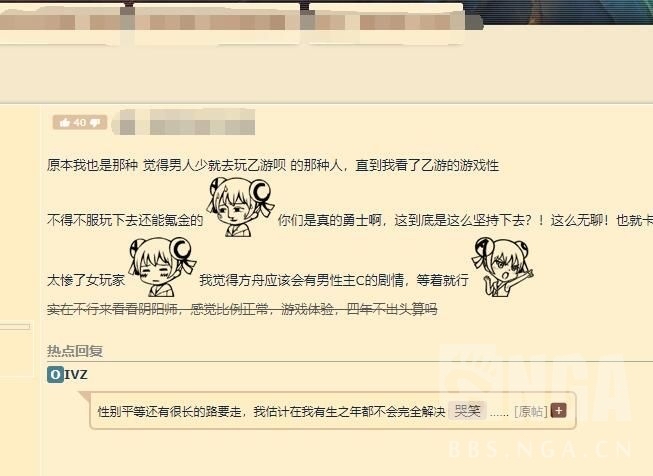 40
原本我也是那种 觉得男人少就去玩乙游呗 的那种人，直到我看了乙游的游戏性
不得不服玩下去还能氪金的 你们是真的勇士啊，这到底是这么坚持下去？！这么无聊！也就卡
太惨了女玩家 我觉得方舟应该会有男性主C的剧情，等着就行
实在不行来看看阴阳师，感觉比例正常，游戏体验，四年不出头算吗
热点回复
OIVZ
性别平等还有很长的路要走，我估计在我有生之年都不会完全解决 哭笑 ...... [原帖] +
NGA
BBS.NGA.CN